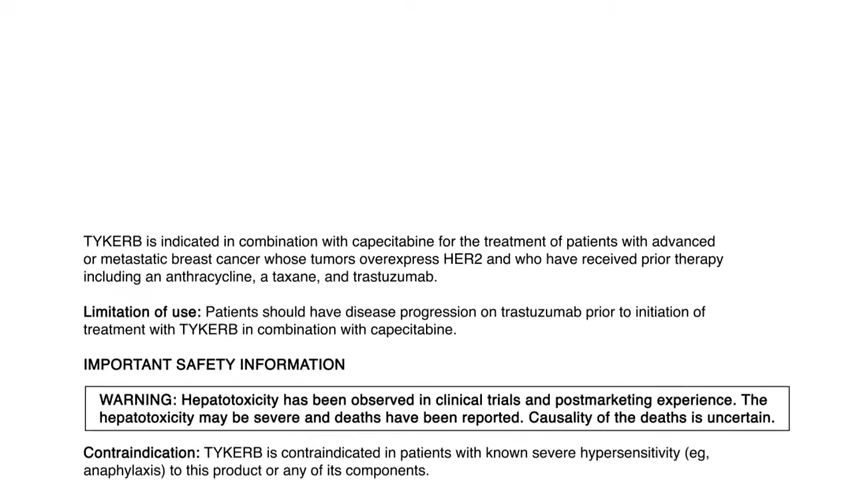 TYKERB is indicated in combination with capecitabine for the treatment of patients with advanced
or metastatic breast cancer whose tumors overexpress HER2 and who have received prior therapy
including an anthracycline, a taxane, and trastuzumab.
Limitation of use: Patients should have disease progression on trastuzumab prior to initiation of
treatment with TYKERB in combination with capecitabine.
IMPORTANT SAFETY INFORMATION
WARNING: Hepatotoxicity has been observed in clinical trials and postmarketing experience. The
hepatotoxicity may be severe and deaths have been reported. Causality of the deaths is uncertain.
Contraindication: TYKERB is contraindicated in patients with known severe hypersensitivity (eg,
anaphylaxis) to this product or any of its components.